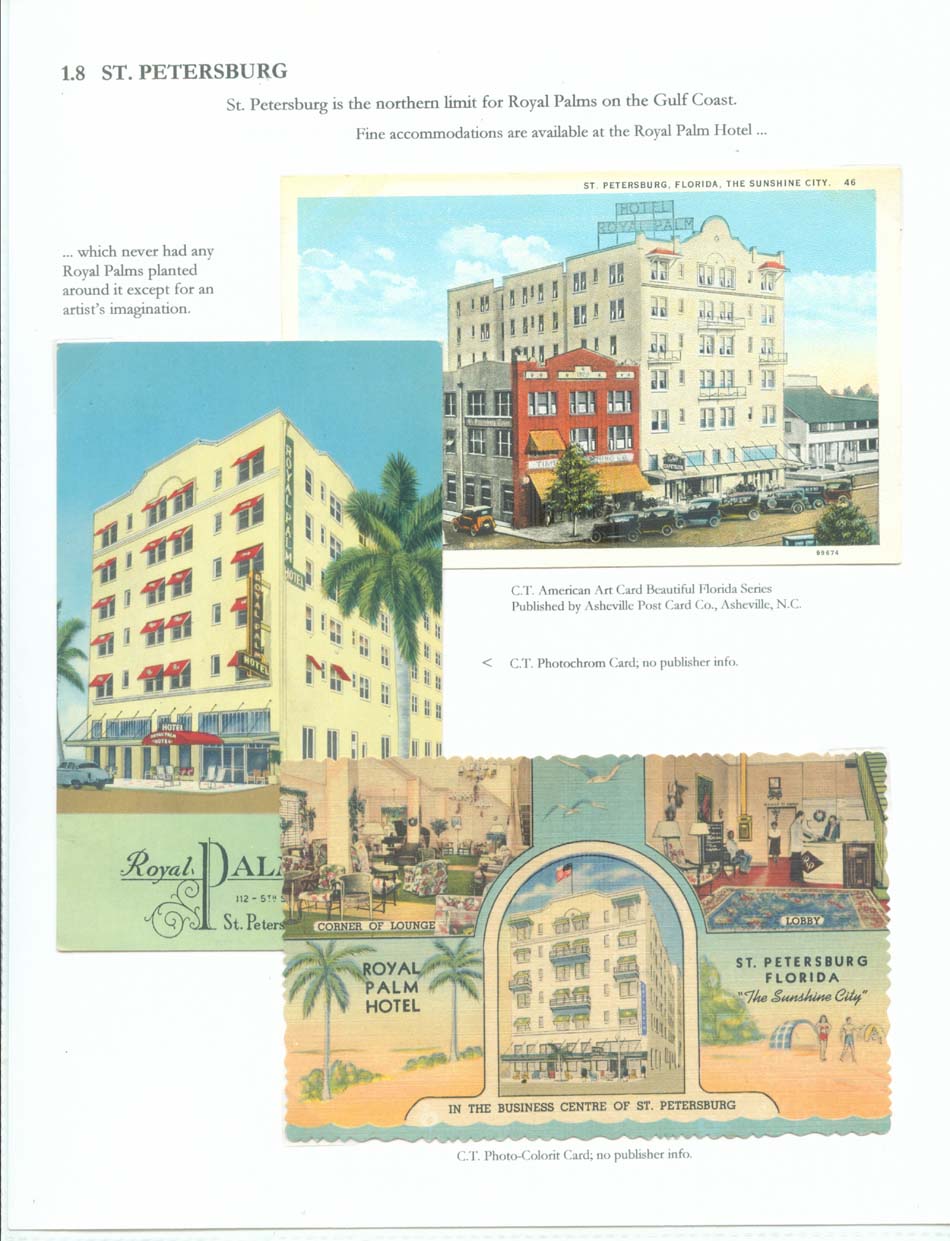 1.8 ST. PETERSBURG
St. Petersburg is the northern limit for Royal Palms on the Gulf Coast.
Fine accommodations are available at the Royal Palm Hotel ...
ST. PETERSBURG, FLORIDA, THE SUNSHINE CITY. 46
HOTEL
ROYAL PALM
... which never had any
Royal Palms planted
around it except for an
artist's imagination.
99674
C.T. American Art Card Beautiful Florida Series
Published by Asheville Post Card Co., Asheville, N.C.
< C.T. Photochrom Card; no publisher info.
ROYAL PALM HOTEL
ROYAL PALM
HOTEL
HOTEL
ROYAL PALM
HOTEL
Royal PAL
112 - 5TH S
St. Peters
CORNER OF LOUNGE
LOBBY
ROYAL
PALM
HOTEL
ST. PETERSBURG
FLORIDA
"The Sunshine City"
IN THE BUSINESS CENTRE OF ST. PETERSBURG
C.T. Photo-Colorit Card; no publisher info.